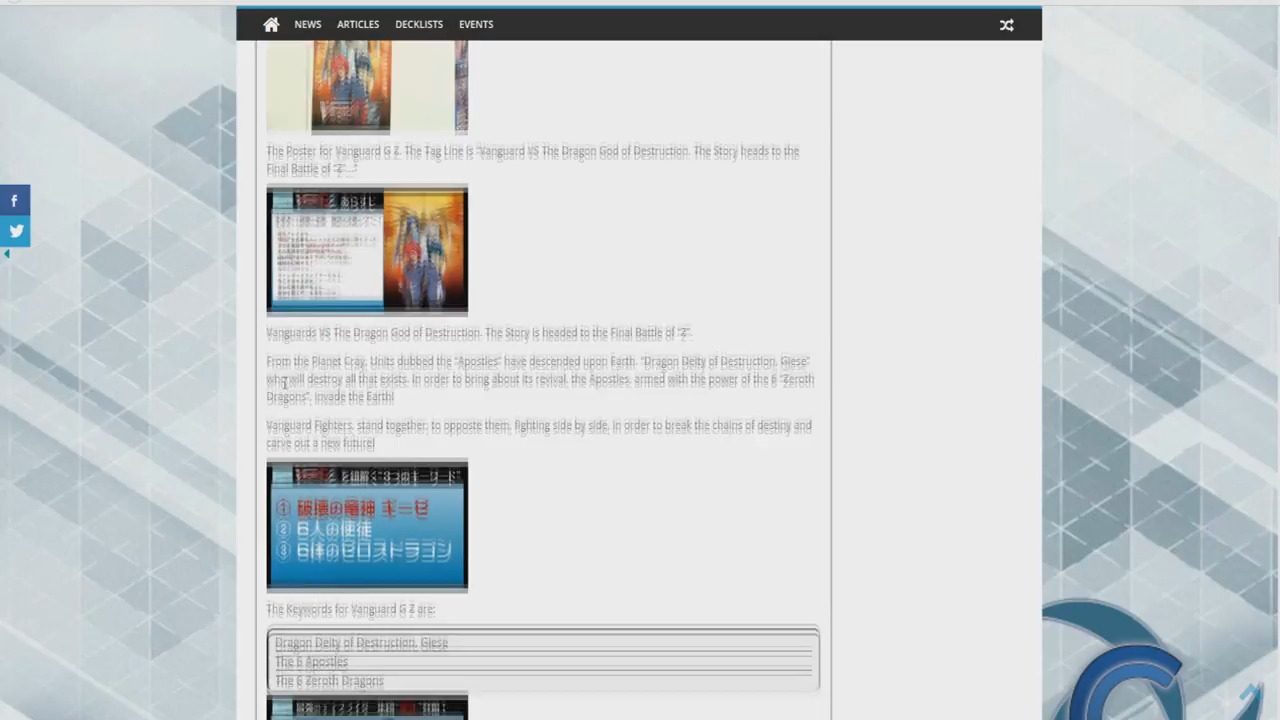 NEWS ARTICLES DECKLISTS EVENTS
The Poster for Vanguard G Z. The Tag Line is "Vanguard VS The Dragon God of Destruction. The Story heads to the
Final Battle of "Z"..."
Vanguards VS The Dragon God of Destruction. The Story is headed to the Final Battle of "Z".
From the Planet Cray, Units dubbed the "Apostles" have descended upon Earth. "Dragon Deity of Destruction, Giese"
who will destroy all that exists. In order to bring about its revival, the Apostles, armed with the power of the 6 "Zeroth
Dragons", invade the Earth!
Vanguard Fighters, stand together, to opposte them, fighting side by side, in order to break the chains of destiny and
carve out a new future!
① 破壊の竜神 ギーゼ
② 6人の使徒
③ 6体のゼロスドラゴン
The Keywords for Vanguard G Z are:
Dragon Deity of Destruction, Giese
The 6 Apostles
The 6 Zeroth Dragons